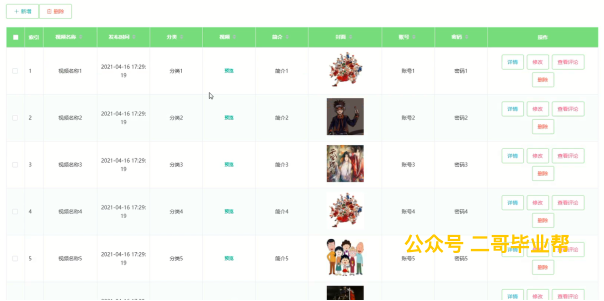 + 新增 删除
索引 视频名称 发布时间 分类 视频 简介 封面 账号 密码 操作
1 视频名称1 2021-04-16 17:29:19 分类1 预览 简介1 账号1 密码1 详情 修改 查看评论 删除
2 视频名称2 2021-04-16 17:29:19 分类2 预览 简介2 账号2 密码2 详情 修改 查看评论 删除
3 视频名称3 2021-04-16 17:29:19 分类3 预览 简介3 账号3 密码3 详情 修改 查看评论 删除
4 视频名称4 2021-04-16 17:29:19 分类4 预览 简介4 账号4 密码4 详情 修改 查看评论 删除
5 视频名称5 2021-04-16 17:29:19 分类5 预览 简介5 账号5 密码5 详情 修改 查看评论 删除
公众号 二哥毕业帮
2021-04-16 17:29: 详情 修改 查看评论